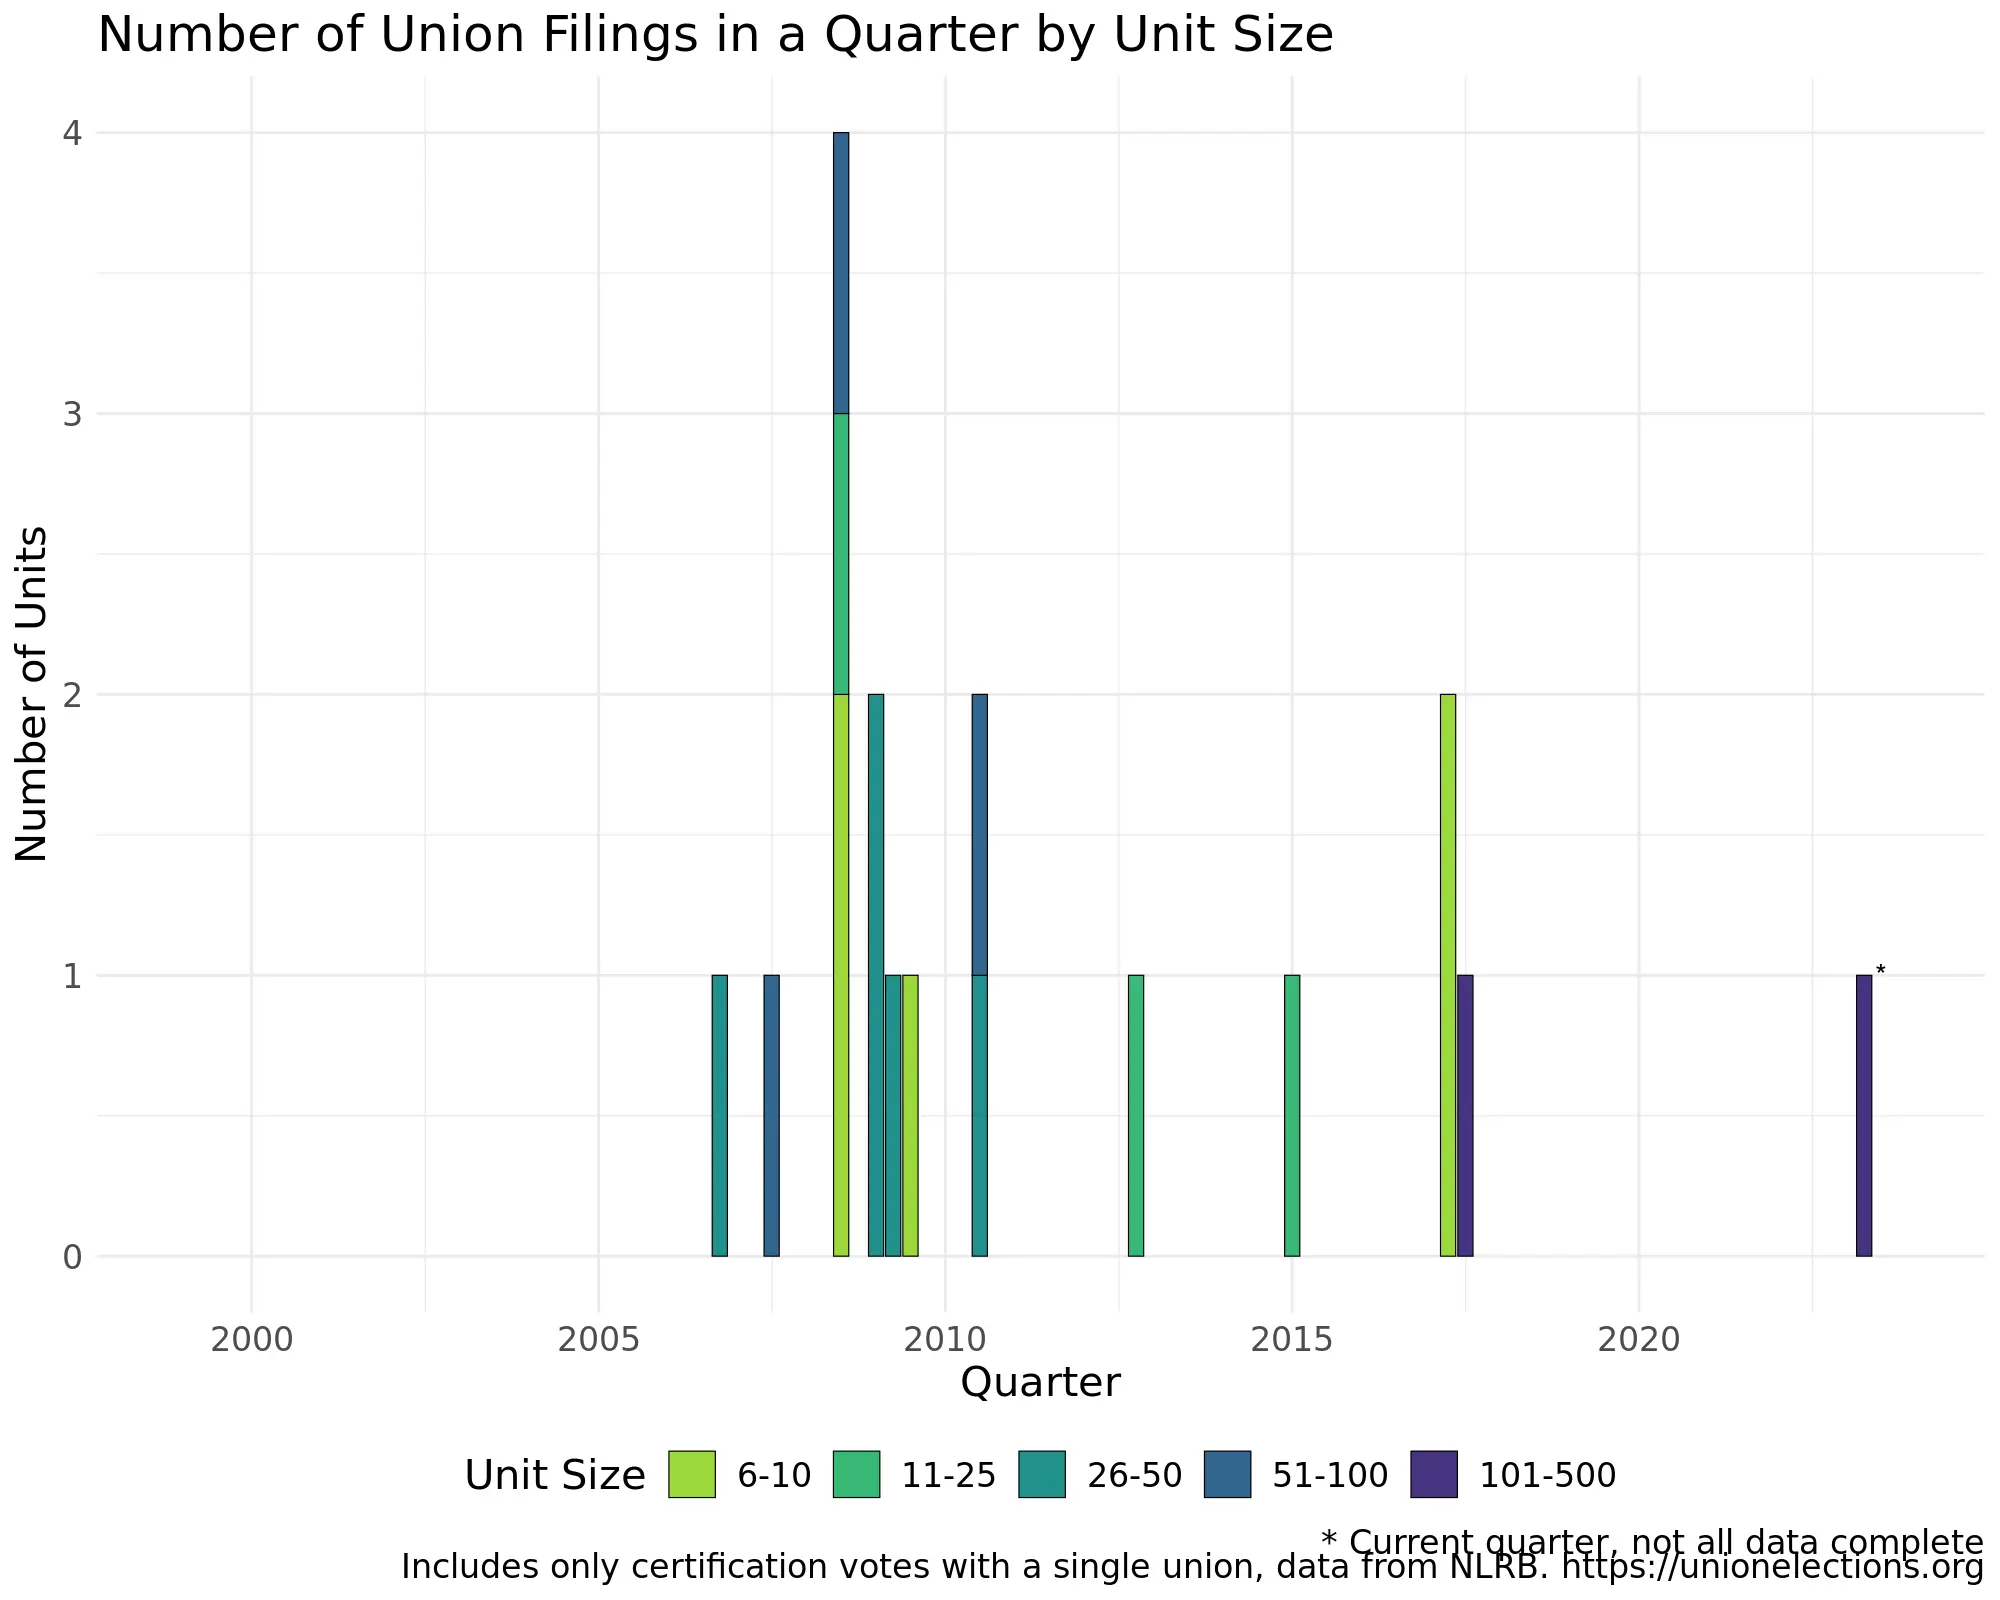 Number of Union Filings in a Quarter by Unit Size
Number of Units
4
3
2
1
0
*
2000 2005 2010 2015 2020
Quarter
Unit Size 6-10 11-25 26-50 51-100 101-500
* Current quarter, not all data complete
Includes only certification votes with a single union, data from NLRB. https://unionelections.org